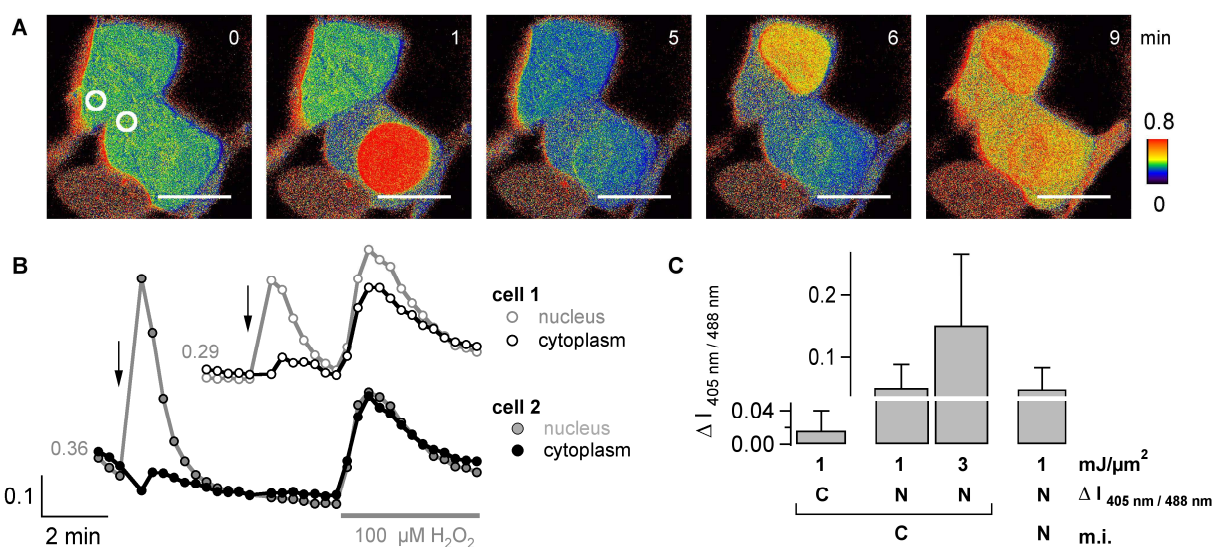 A
0
1
5
6
9
min
0.8
0
B
0.29
0.36
0.1
2 min
100 µM H₂O₂
cell 1
nucleus
cytoplasm
cell 2
nucleus
cytoplasm
C
Δ I 405 nm / 488 nm
0.2
0.1
0.04
0.00
1 1 3 1 mJ/µm²
C N N N Δ I 405 nm / 488 nm
C N m.i.